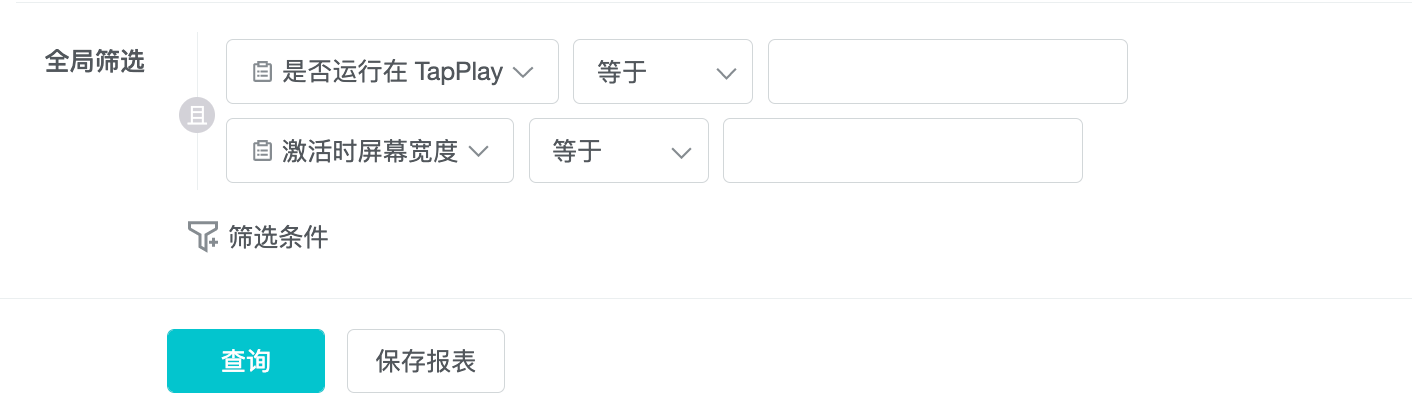 全局筛选
是否运行在 TapPlay 等于
且
激活时屏幕宽度 等于
筛选条件
查询 保存报表